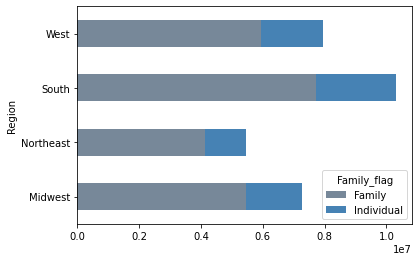 West
South
Northeast
Midwest
Region
Family_flag
Family
Individual
0.0 0.2 0.4 0.6 0.8 1.0
1e7